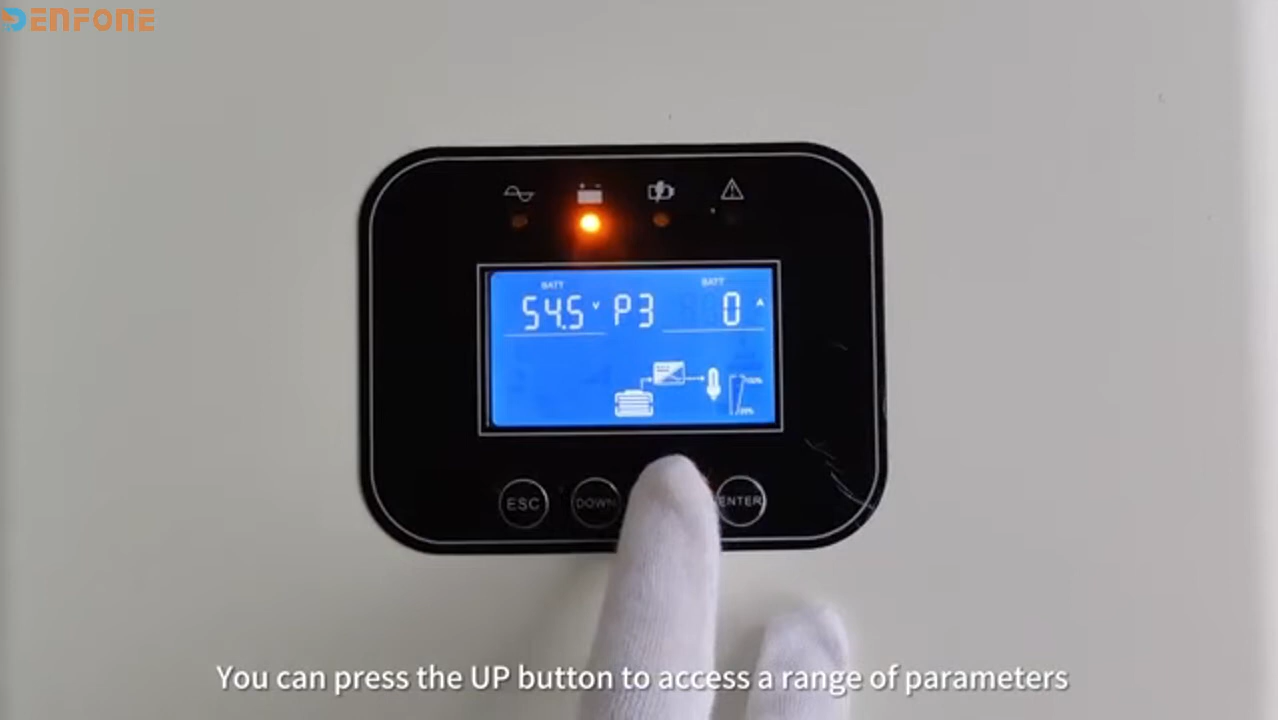 DENFONE
BATT BATT
54.5 V P3 0 A
100%
ESC DOWN ENTER
You can press the UP button to access a range of parameters